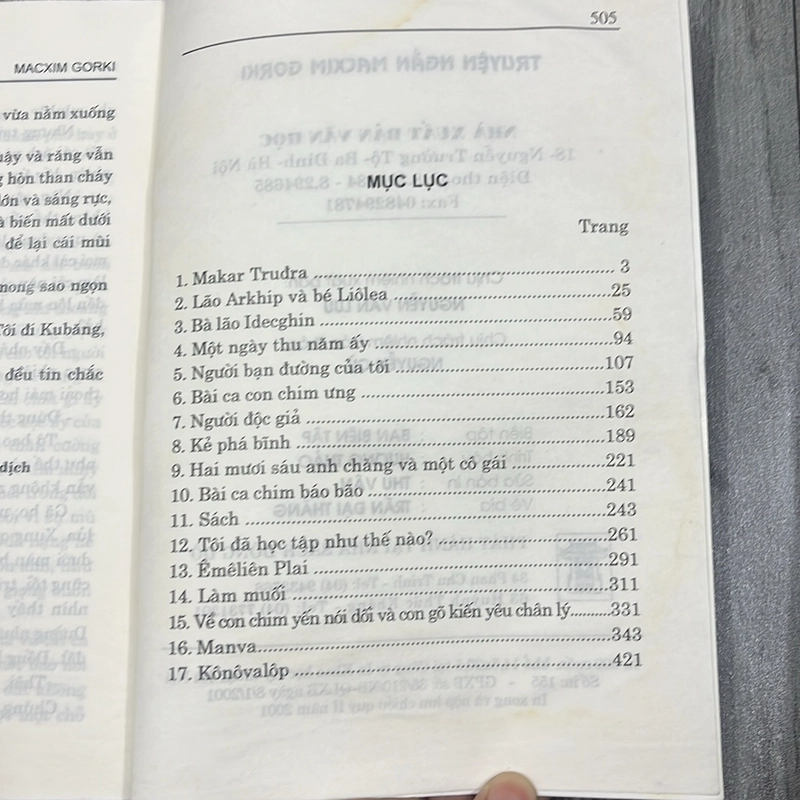 MACXIM GORKI
vừa nằm xuống
uậy và răng vẫn
g hòn than cháy
lớn và sáng rực,
à biến mất dưới
để lại cái mùi
mong sao ngọn
Tôi đi Kubăng,
đều tin chắc
dịch
505
MỤC LỤC
Trang
1. Makar Truđra ........ 3
2. Lão Arkhip và bé Liôlea ........ 25
3. Bà lão Idecghin ........ 59
4. Một ngày thu năm ấy ........ 94
5. Người bạn đường của tôi ........ 107
6. Bài ca con chim ưng ........ 153
7. Người độc giả ........ 162
8. Kẻ phá bĩnh ........ 189
9. Hai mươi sáu anh chàng và một cô gái ........ 221
10. Bài ca chim báo bão ........ 241
11. Sách ........ 243
12. Tôi đã học tập như thế nào? ........ 261
13. Êmêliên Plai ........ 291
14. Làm muối ........ 311
15. Về con chim yến nói dối và con gõ kiến yêu chân lý ........ 331
16. Manva ........ 343
17. Kônôvalôp ........ 421